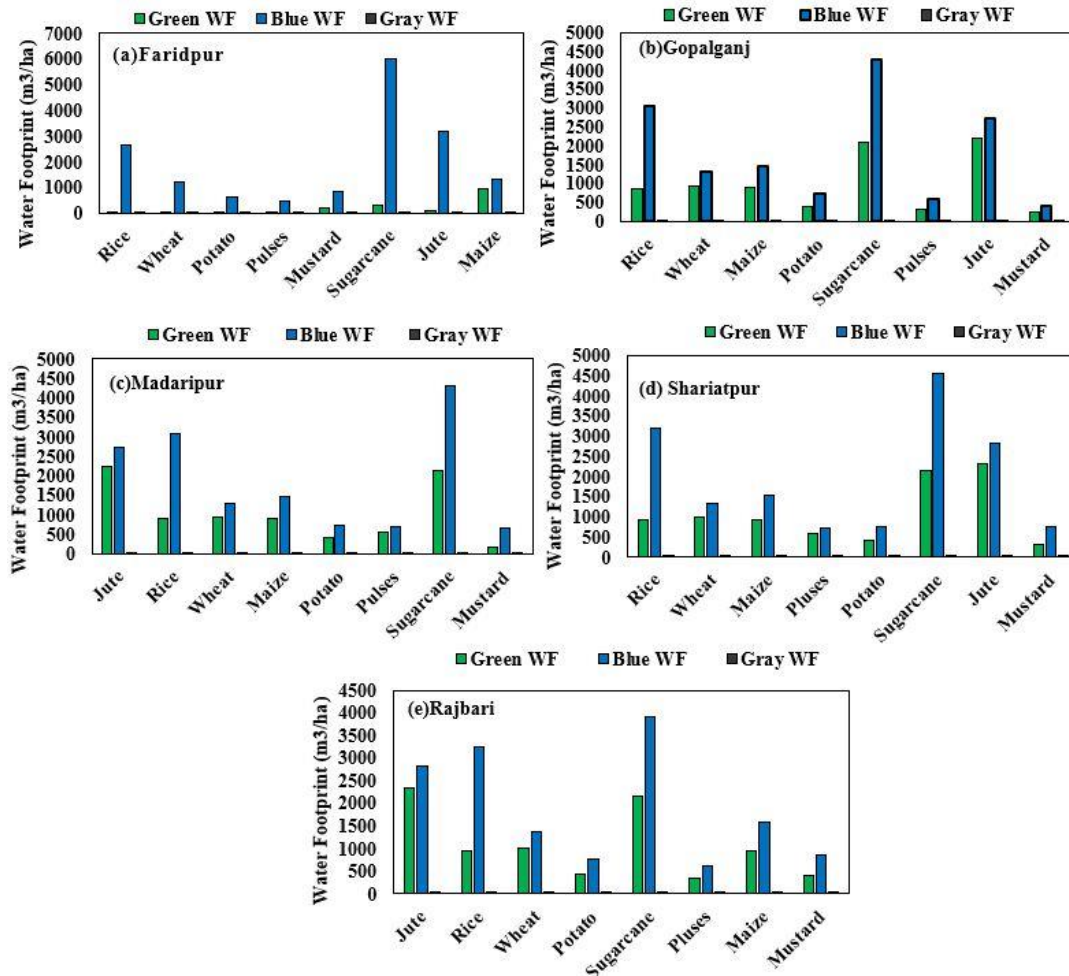 Green WF Blue WF Gray WF
(a)Faridpur
Water Footprint (m3/ha)
7000
6000
5000
4000
3000
2000
1000
0
Rice Wheat Potato Pulses Mustard Sugarcane Jute Maize
Green WF Blue WF Gray WF
(b)Gopalganj
Water Footprint (m3/ha)
5000
4500
4000
3500
3000
2500
2000
1500
1000
500
0
Rice Wheat Maize Potato Sugarcane Pulses Jute Mustard
Green WF Blue WF Gray WF
(c)Madaripur
Water Footprint (m3/ha)
5000
4500
4000
3500
3000
2500
2000
1500
1000
500
0
Jute Rice Wheat Maize Potato Pulses Sugarcane Mustard
Green WF Blue WF Gray WF
(d) Shariatpur
Water Footprint (m3/ha)
5000
4500
4000
3500
3000
2500
2000
1500
1000
500
0
Rice Wheat Maize Pluses Potato Sugarcane Jute Mustard
Green WF Blue WF Gray WF
(e)Rajbari
Water Footprint (m3/ha)
4500
4000
3500
3000
2500
2000
1500
1000
500
0
Jute Rice Wheat Potato Sugarcane Pluses Maize Mustard